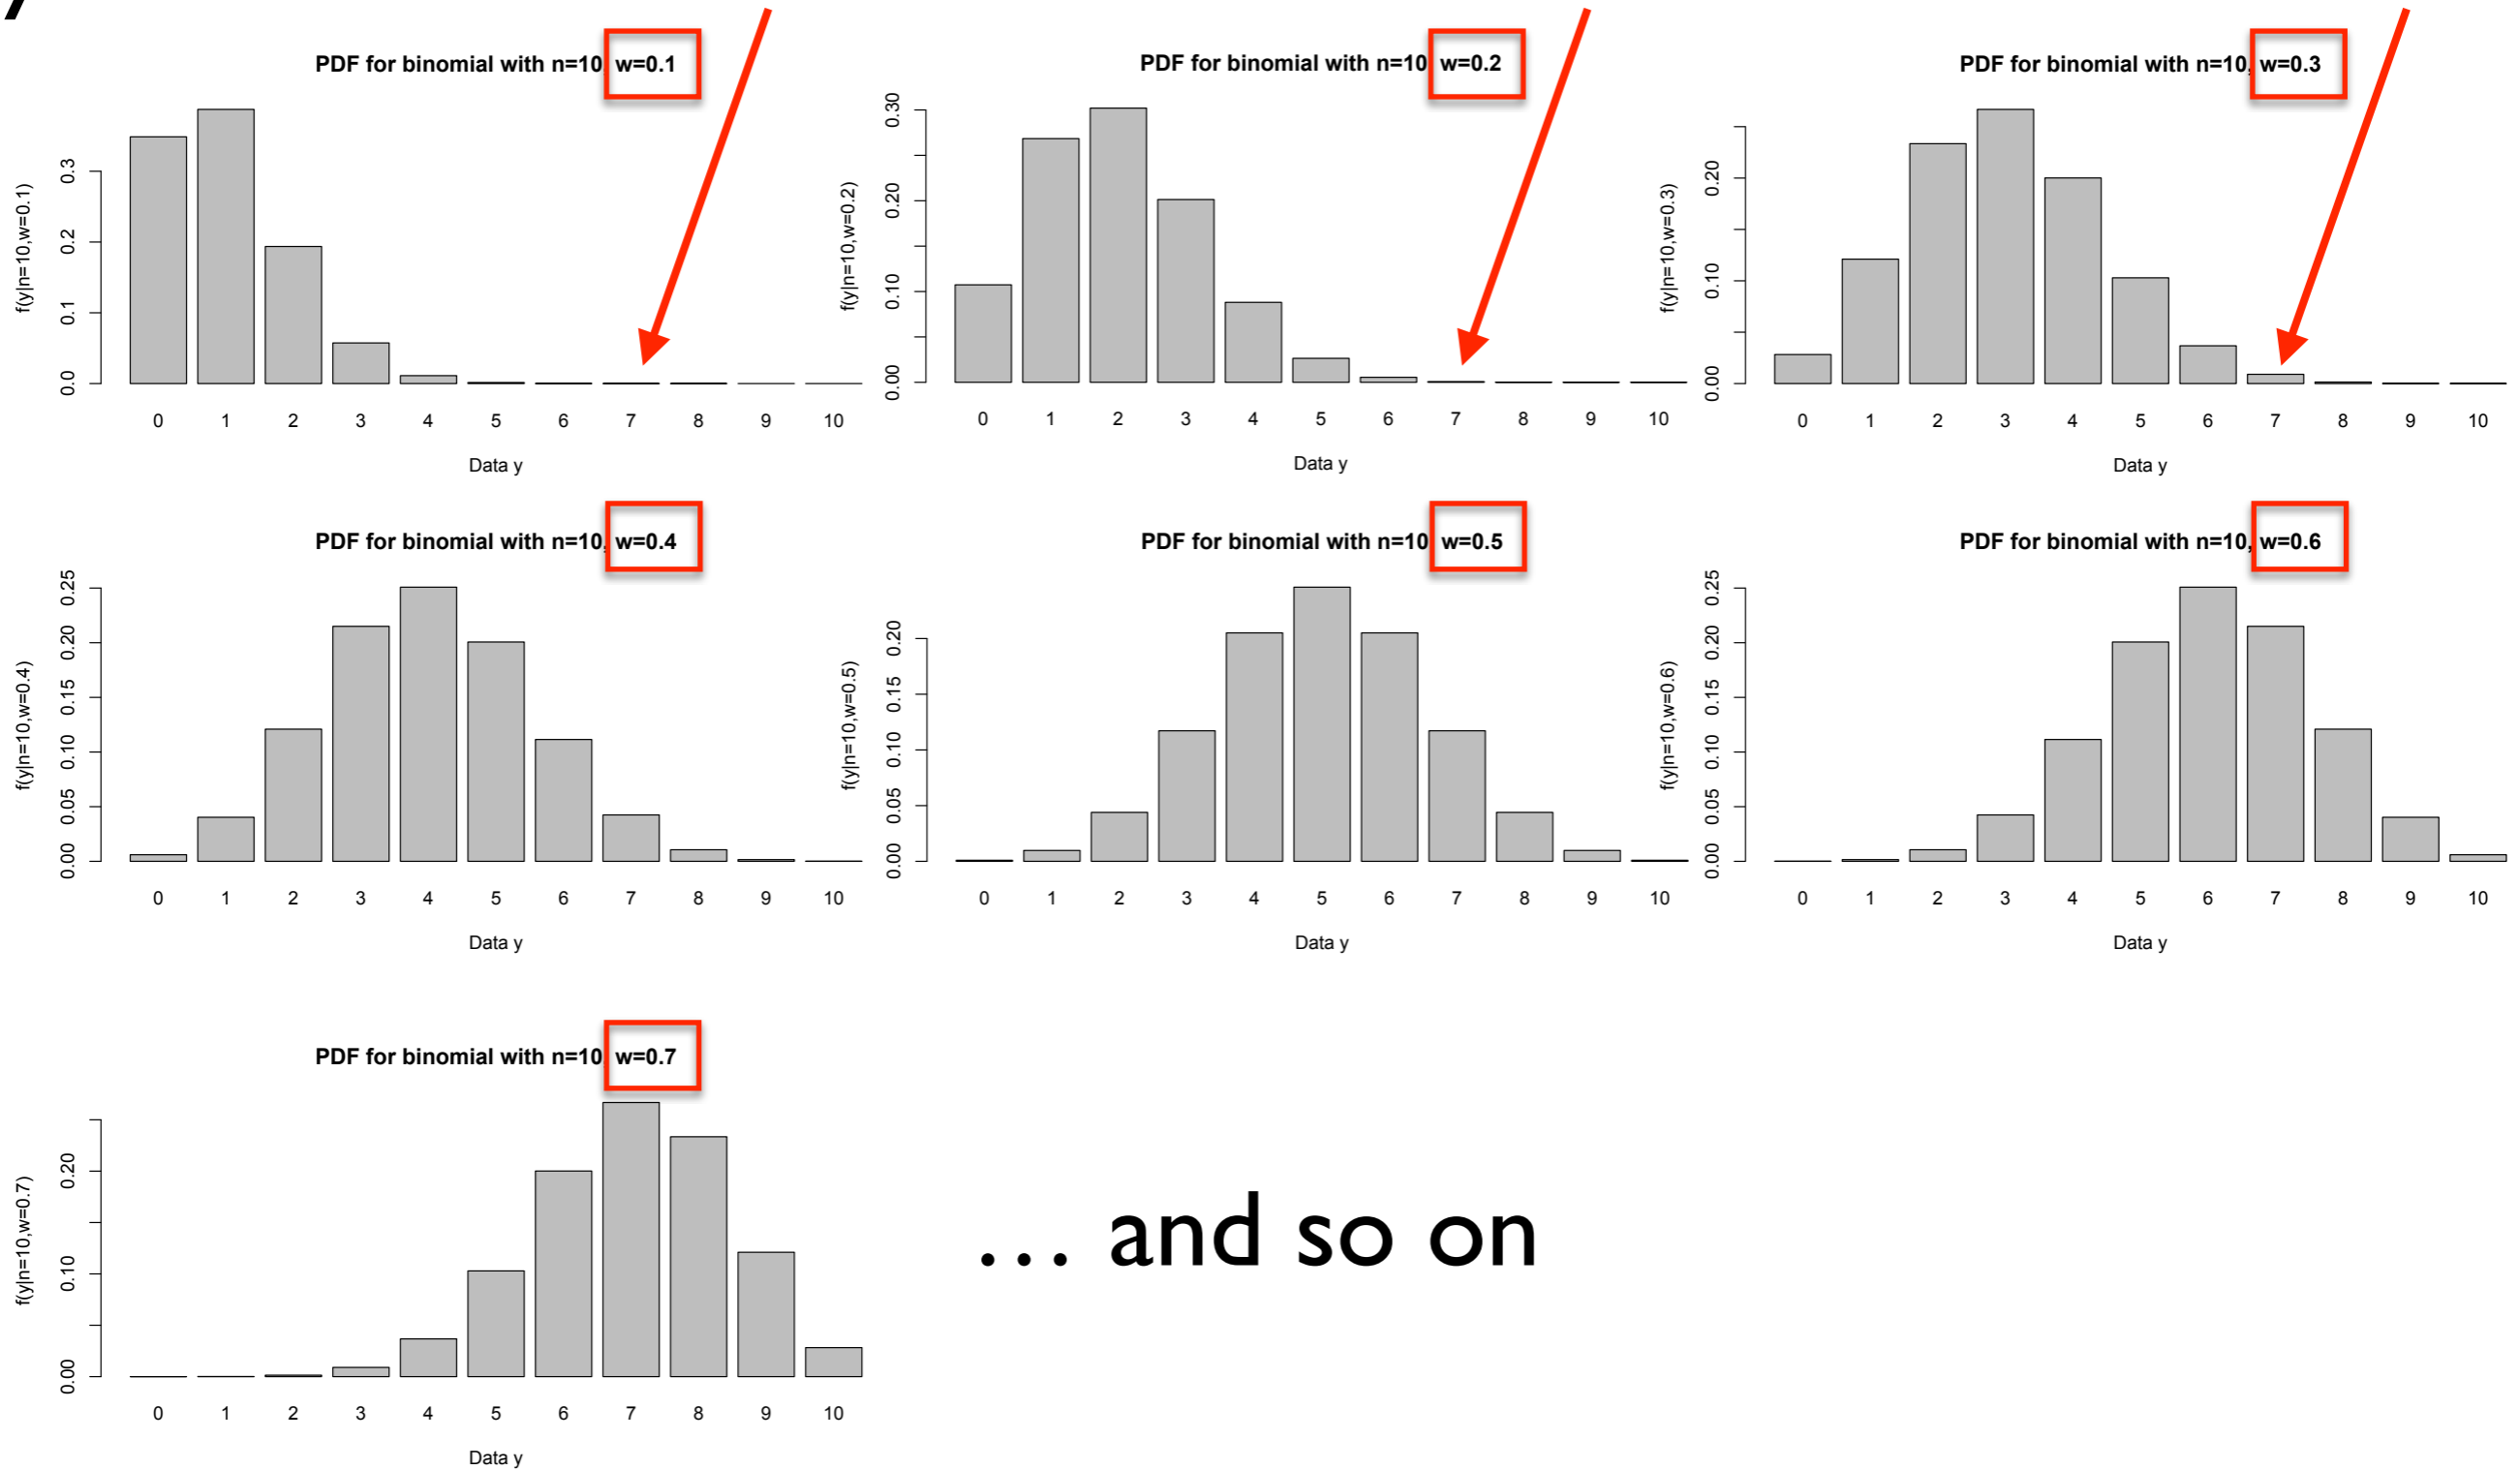 PDF for binomial with n=10, w=0.1
f(y|n=10,w=0.1)
0.0 0.1 0.2 0.3
0 1 2 3 4 5 6 7 8 9 10
Data y
PDF for binomial with n=10 w=0.2
f(y|n=10,w=0.2)
0.00 0.10 0.20 0.30
0 1 2 3 4 5 6 7 8 9 10
Data y
PDF for binomial with n=10, w=0.3
f(y|n=10,w=0.3)
0.00 0.10 0.20
0 1 2 3 4 5 6 7 8 9 10
Data y
PDF for binomial with n=10, w=0.4
f(y|n=10,w=0.4)
0.00 0.05 0.10 0.15 0.20 0.25
0 1 2 3 4 5 6 7 8 9 10
Data y
PDF for binomial with n=10 w=0.5
f(y|n=10,w=0.5)
0.00 0.05 0.10 0.15 0.20
0 1 2 3 4 5 6 7 8 9 10
Data y
PDF for binomial with n=10, w=0.6
f(y|n=10,w=0.6)
0.00 0.05 0.10 0.15 0.20 0.25
0 1 2 3 4 5 6 7 8 9 10
Data y
PDF for binomial with n=10, w=0.7
f(y|n=10,w=0.7)
0.00 0.10 0.20
0 1 2 3 4 5 6 7 8 9 10
Data y
... and so on